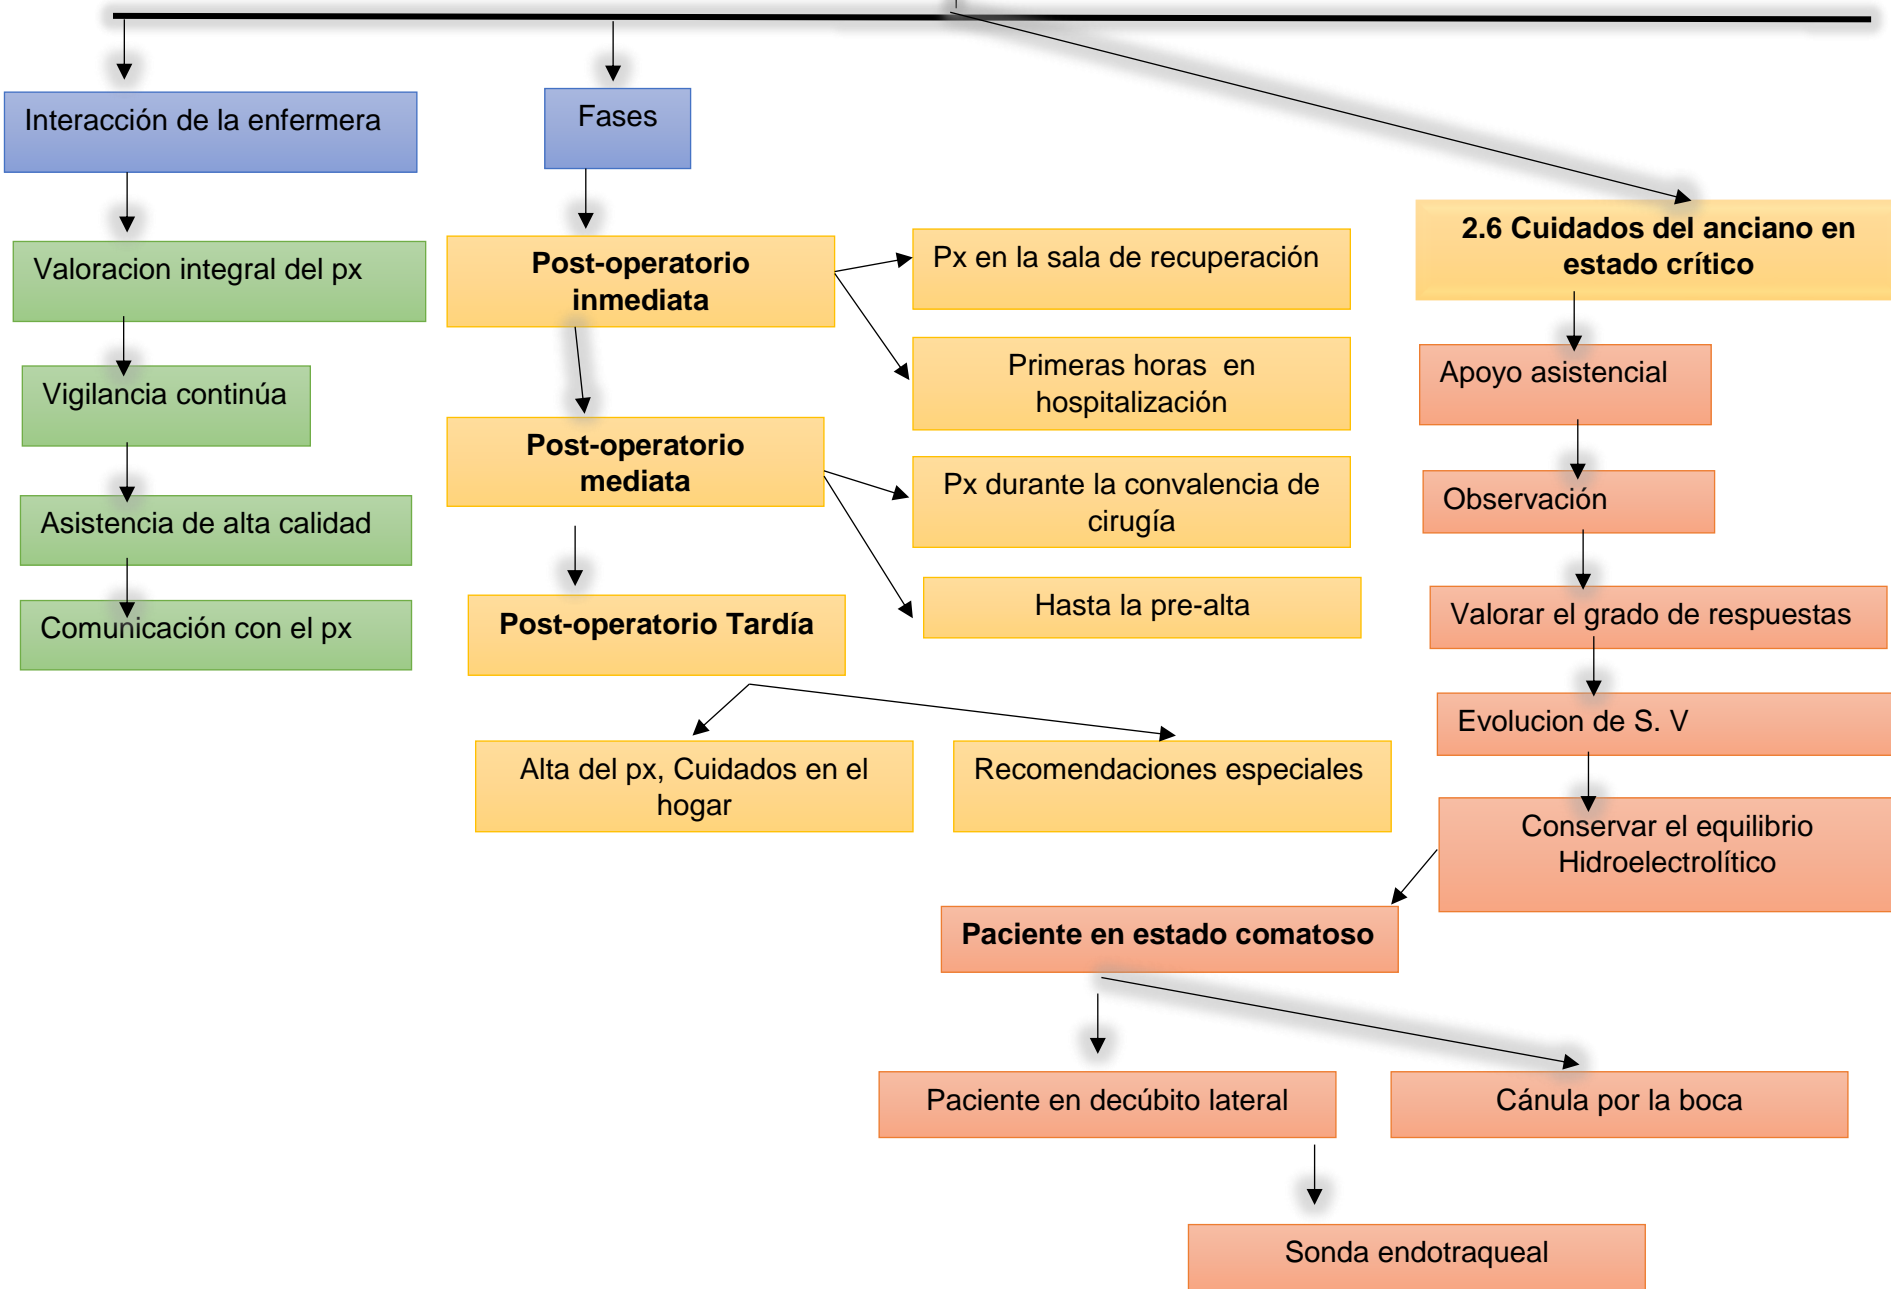 Interacción de la enfermera
Valoracion integral del px
Vigilancia continúa
Asistencia de alta calidad
Comunicación con el px
Fases
Post-operatorio
inmediata
Px en la sala de recuperación
Primeras horas en
hospitalización
Post-operatorio
mediata
Px durante la convalencia de
cirugía
Hasta la pre-alta
Post-operatorio Tardía
Alta del px, Cuidados en el
hogar
Recomendaciones especiales
2.6 Cuidados del anciano en
estado crítico
Apoyo asistencial
Observación
Valorar el grado de respuestas
Evolucion de S. V
Conservar el equilibrio
Hidroelectrolítico
Paciente en estado comatoso
Paciente en decúbito lateral
Cánula por la boca
Sonda endotraqueal